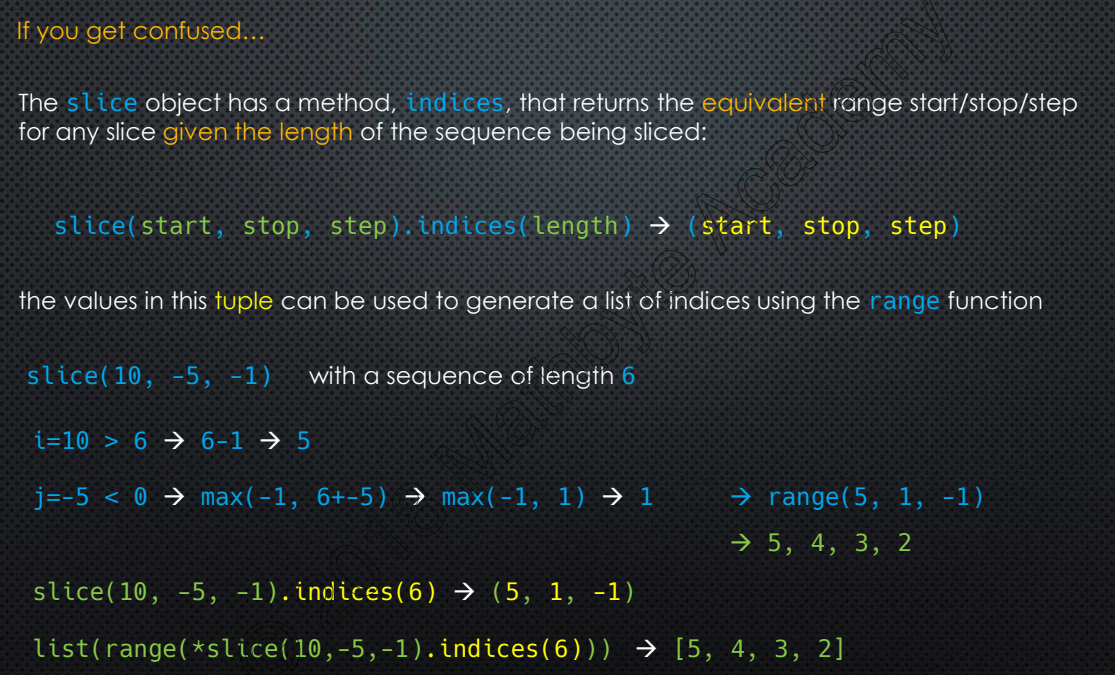 If you get confused…
The slice object has a method, indices, that returns the equivalent range start/stop/step
for any slice given the length of the sequence being sliced:
slice(start, stop, step).indices(length) → (start, stop, step)
the values in this tuple can be used to generate a list of indices using the range function
slice(10, -5, -1) with a sequence of length 6
i=10 > 6 → 6-1 → 5
j=-5 < 0 → max(-1, 6+-5) → max(-1, 1) → 1 → range(5, 1, -1)
→ 5, 4, 3, 2
slice(10, -5, -1).indices(6) → (5, 1, -1)
list(range(*slice(10,-5,-1).indices(6))) → [5, 4, 3, 2]
Academy